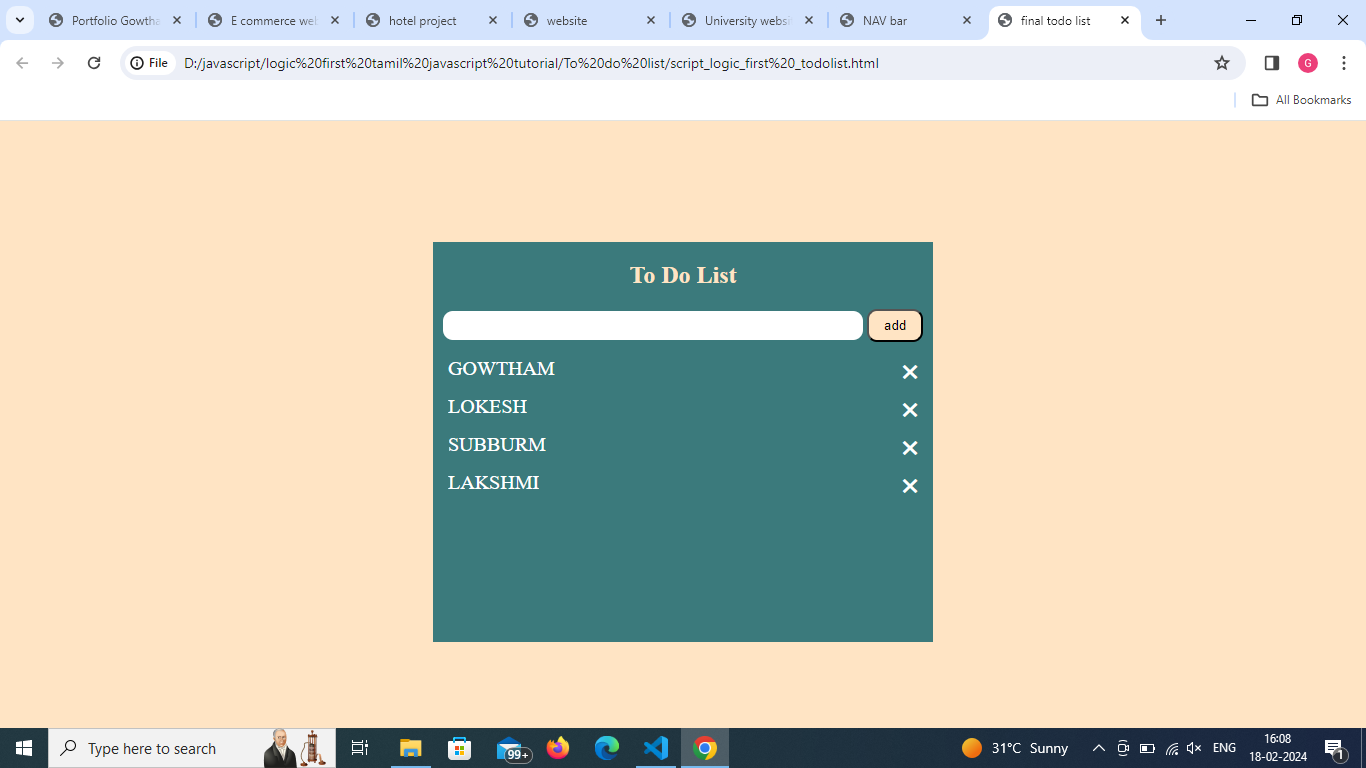 Portfolio Gowtha
E commerce web
hotel project
website
University websi
NAV bar
final todo list
File
D:/javascript/logic%20first%20tamil%20javascript%20tutorial/To%20do%20list/script_logic_first%20_todolist.html
G
All Bookmarks
To Do List
add
GOWTHAM
LOKESH
SUBBURM
LAKSHMI
Type here to search
99+
31°C Sunny
ENG
16:08
18-02-2024
1